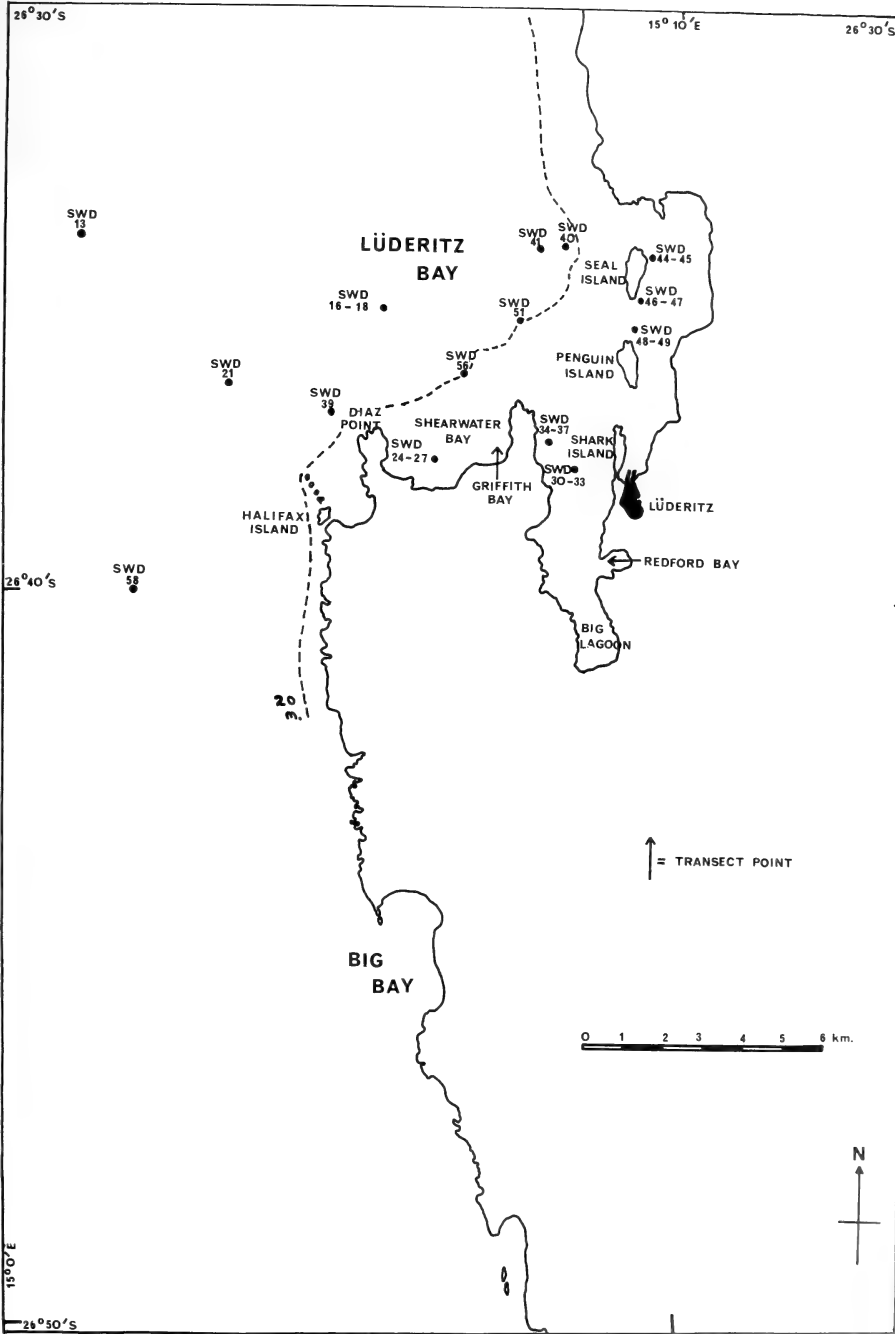 26°30'S
15°10'E
26°30'S
SWD
13
LÜDERITZ
BAY
SWD
41
SWD
40
SWD
44-45
SEAL
ISLAND
SWD
16-18
SWD
46-47
SWD
51
SWD
48-49
SWD
56
PENGUIN
ISLAND
SWD
21
SWD
39
DIAZ
POINT
SHEARWATER
BAY
SWD
34-37
SWD
24-27
SHARK
ISLAND
SWD
30-33
GRIFFITH
BAY
LÜDERITZ
HALIFAX
ISLAND
REDFORD BAY
SWD
58
26°40'S
BIG
LAGOON
20
m.
= TRANSECT POINT
BIG
BAY
0 1 2 3 4 5 6 km.
N
15°0'E
26°50'S